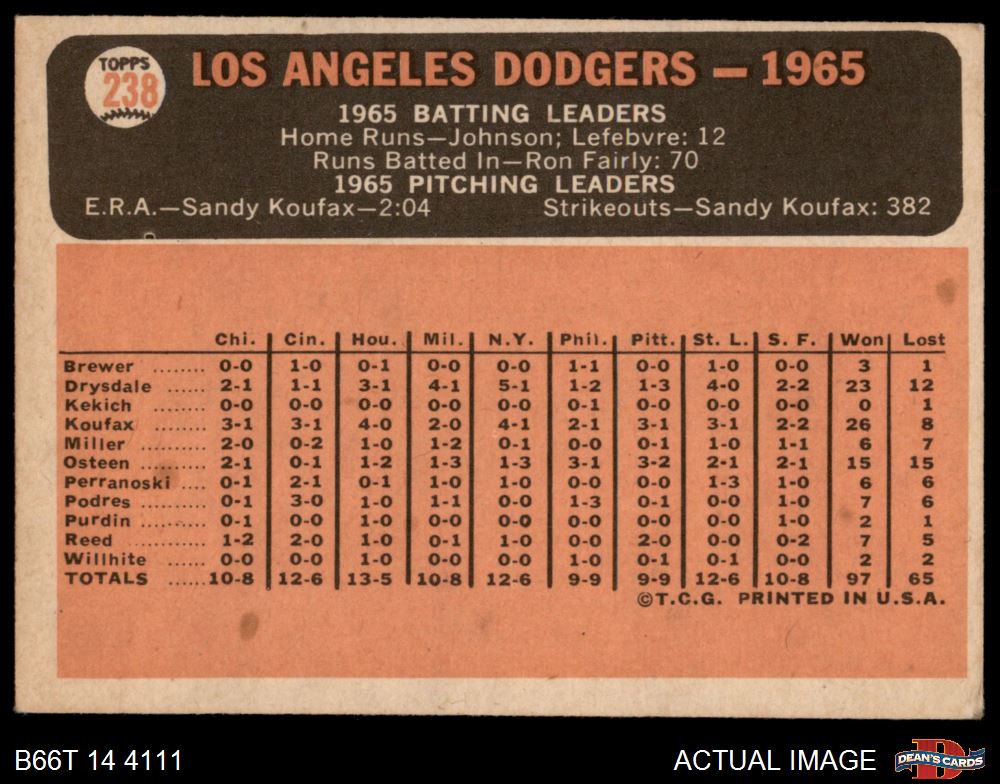 TOPPS
238
LOS ANGELES DODGERS — 1965
1965 BATTING LEADERS
Home Runs—Johnson; Lefebvre: 12
Runs Batted In—Ron Fairly: 70
1965 PITCHING LEADERS
E.R.A.—Sandy Koufax—2:04 Strikeouts—Sandy Koufax: 382
Chi. Cin. Hou. Mil. N.Y. Phil. Pitt. St. L. S. F. Won Lost
Brewer ........ 0-0 1-0 0-1 0-0 0-0 1-1 0-0 1-0 0-0 3 1
Drysdale ...... 2-1 1-1 3-1 4-1 5-1 1-2 1-3 4-0 2-2 23 12
Kekich ........ 0-0 0-0 0-0 0-0 0-0 0-1 0-0 0-0 0-0 0 1
Koufax ........ 3-1 3-1 4-0 2-0 4-1 2-1 3-1 3-1 2-2 26 8
Miller .......... 2-0 0-2 1-0 1-2 0-1 0-0 0-1 1-0 1-1 6 7
Osteen .......... 2-1 0-1 1-2 1-3 1-3 3-1 3-2 2-1 2-1 15 15
Perranoski .... 0-1 2-1 0-1 1-0 1-0 0-0 0-0 1-3 1-0 6 6
Podres .......... 0-1 3-0 1-0 1-1 0-0 1-3 0-1 0-0 1-0 7 6
Purdin .......... 0-1 0-0 1-0 0-0 0-0 0-0 0-0 0-0 1-0 2 1
Reed .......... 1-2 2-0 1-0 0-1 1-0 0-0 2-0 0-0 0-2 7 5
Willhite ........ 0-0 0-0 1-0 0-0 0-0 1-0 0-1 0-1 0-0 2 2
TOTALS ...... 10-8 12-6 13-5 10-8 12-6 9-9 9-9 12-6 10-8 97 65
©T.C.G. PRINTED IN U.S.A.
B66T 14 4111 ACTUAL IMAGE D DEAN'S CARDS